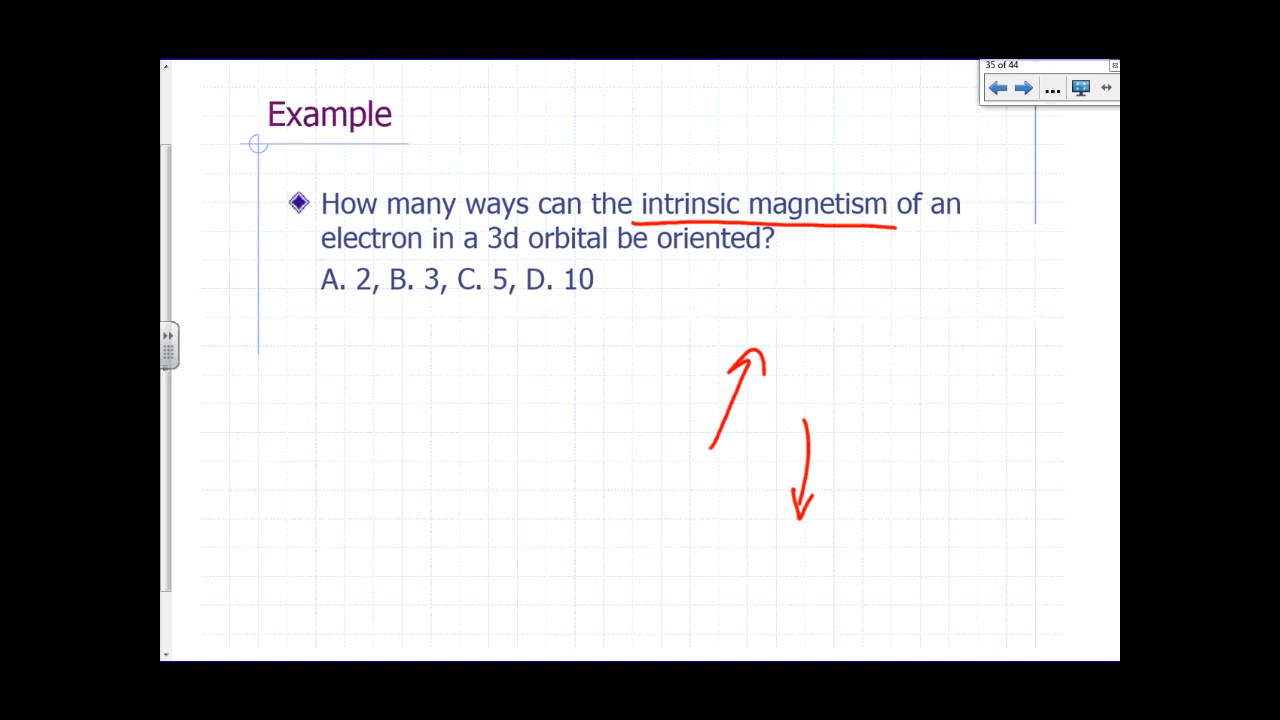 35 of 44
...
Example
How many ways can the intrinsic magnetism of an
electron in a 3d orbital be oriented?
A. 2, B. 3, C. 5, D. 10